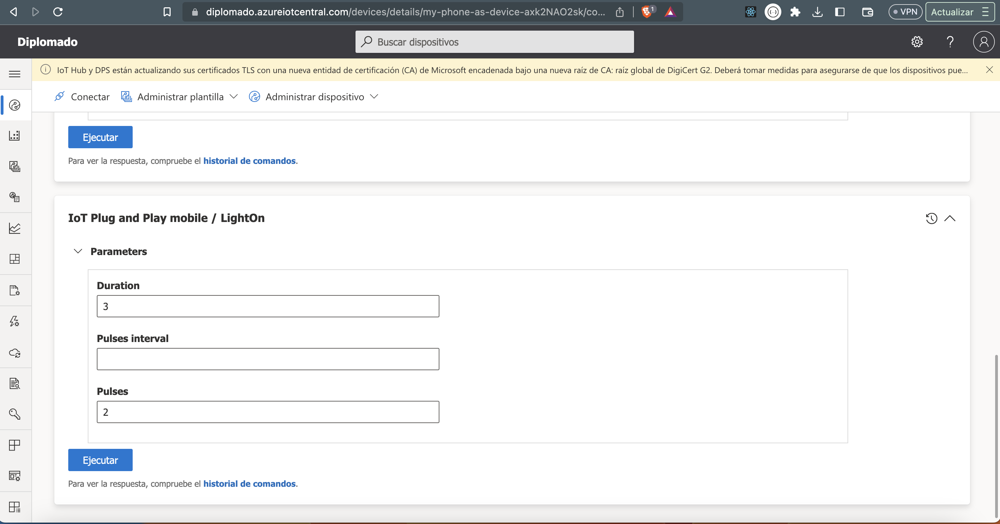 diplomado.azureiotcentral.com/devices/details/my-phone-as-device-axk2NAO2sk/co...
1
VPN
Actualizar
Diplomado
Buscar dispositivos
IoT Hub y DPS están actualizando sus certificados TLS con una nueva entidad de certificación (CA) de Microsoft encadenada bajo una nueva raíz de CA: raíz global de DigiCert G2. Deberá tomar medidas para asegurarse de que los dispositivos pue...
Conectar
Administrar plantilla
Administrar dispositivo
Ejecutar
Para ver la respuesta, compruebe el historial de comandos.
IoT Plug and Play mobile / LightOn
Parameters
Duration
3
Pulses interval
Pulses
2
Ejecutar
Para ver la respuesta, compruebe el historial de comandos.